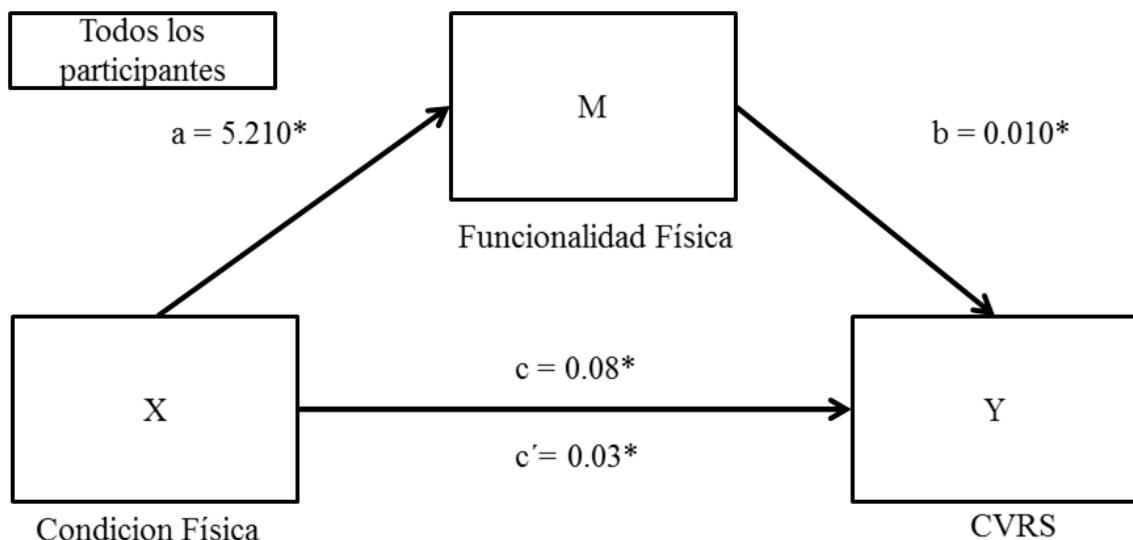 Todos los
participantes
M
a = 5.210*
b = 0.010*
Funcionalidad Física
c = 0.08*
X
Y
c´= 0.03*
Condicion Física
CVRS